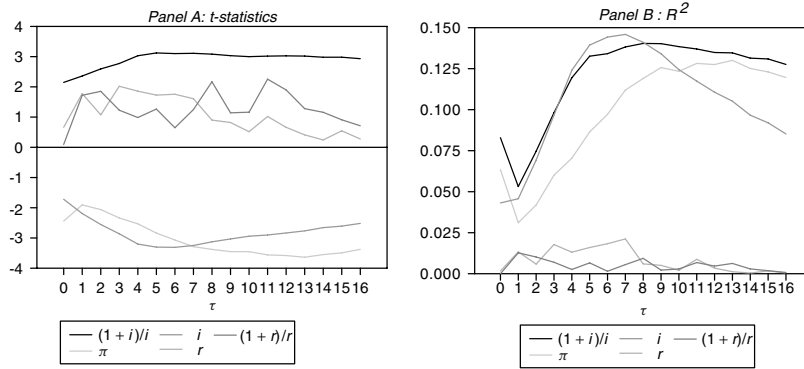 Panel A: t-statistics
4
3
2
1
0
-1
-2
-3
-4
0 1 2 3 4 5 6 7 8 9 10 11 12 13 14 15 16
τ
(1 + i)/i i (1 + r)/r
π r
Panel B : R²
0.150
0.125
0.100
0.075
0.050
0.025
0.000
0 1 2 3 4 5 6 7 8 9 10 11 12 13 14 15 16
τ
(1 + i)/i i (1 + r)/r
π r